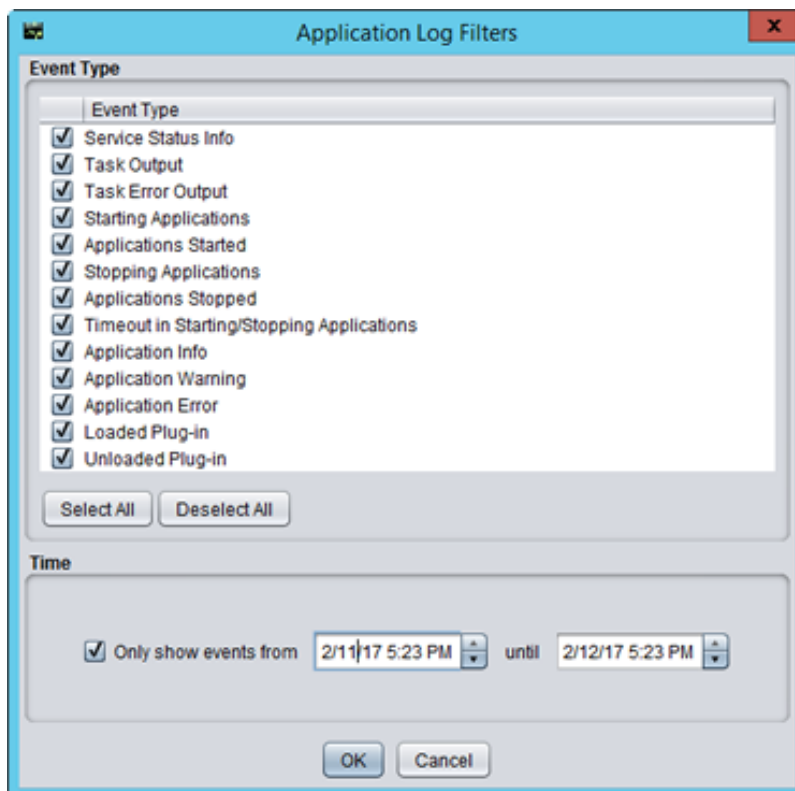 Application Log Filters
x
Event Type
Event Type
Service Status Info
Task Output
Task Error Output
Starting Applications
Applications Started
Stopping Applications
Applications Stopped
Timeout in Starting/Stopping Applications
Application Info
Application Warning
Application Error
Loaded Plug-in
Unloaded Plug-in
Select All Deselect All
Time
Only show events from 2/11/17 5:23 PM until 2/12/17 5:23 PM
OK Cancel